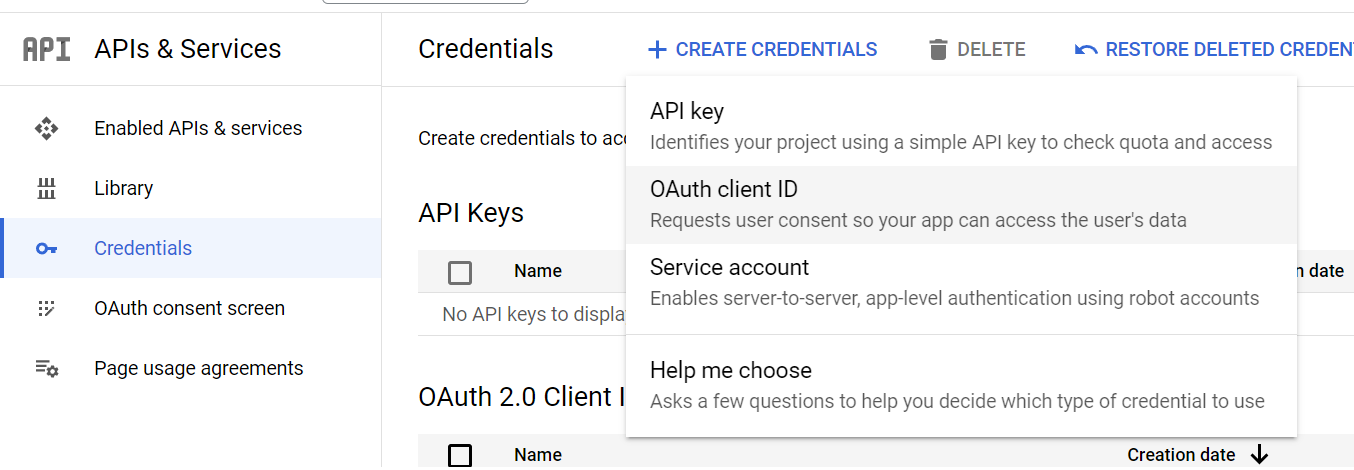 API APIs & Services
Enabled APIs & services
Library
Credentials
OAuth consent screen
Page usage agreements
Credentials + CREATE CREDENTIALS DELETE RESTORE DELETED
API key
Identifies your project using a simple API key to check quota and access
OAuth client ID
Requests user consent so your app can access the user's data
Service account
Enables server-to-server, app-level authentication using robot accounts
Help me choose
Asks a few questions to help you decide which type of credential to use
Create credentials to
API Keys
Name date
No API keys to
OAuth 2.0 Client
Name Creation date